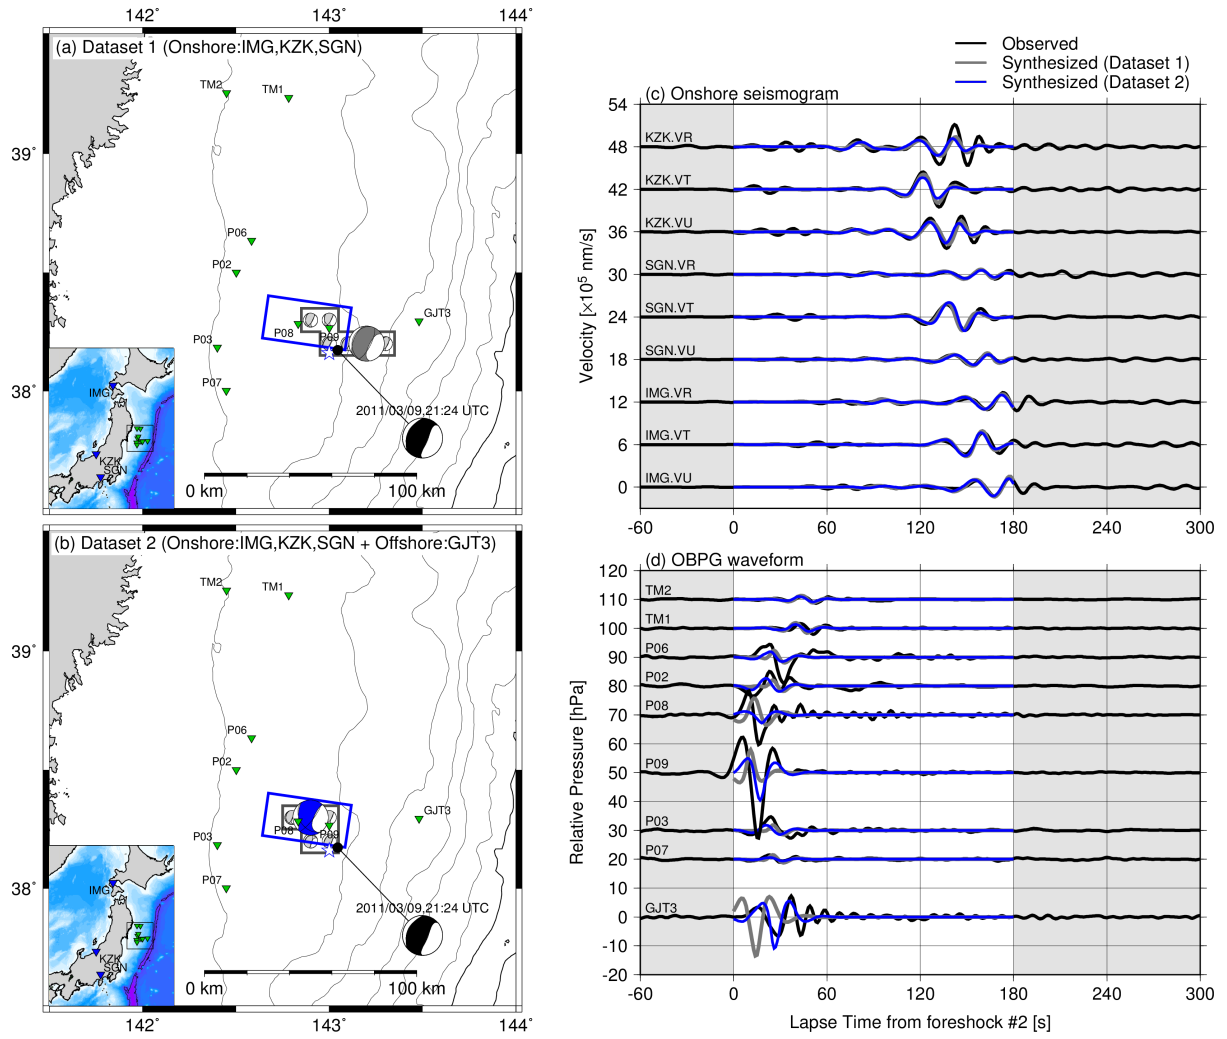 142°
143°
144°
(a) Dataset 1 (Onshore:IMG,KZK,SGN)
TM2
TM1
39°
P06
P02
GJT3
P08
P09
P03
38°
P07
IMG
2011/03/09,21:24 UTC
KZK
SGN
0 km
100 km
(b) Dataset 2 (Onshore:IMG,KZK,SGN + Offshore:GJT3)
TM2
TM1
39°
P06
P02
GJT3
P08
P09
P03
38°
P07
IMG
2011/03/09,21:24 UTC
KZK
SGN
0 km
100 km
142°
143°
144°
Observed
Synthesized (Dataset 1)
Synthesized (Dataset 2)
(c) Onshore seismogram
54
48
42
36
30
24
18
12
6
0
Velocity [×10⁵ nm/s]
KZK.VR
KZK.VT
KZK.VU
SGN.VR
SGN.VT
SGN.VU
IMG.VR
IMG.VT
IMG.VU
-60
0
60
120
180
240
300
(d) OBPG waveform
120
110
100
90
80
70
60
50
40
30
20
10
0
-10
-20
Relative Pressure [hPa]
TM2
TM1
P06
P02
P08
P09
P03
P07
GJT3
-60
0
60
120
180
240
300
Lapse Time from foreshock #2 [s]